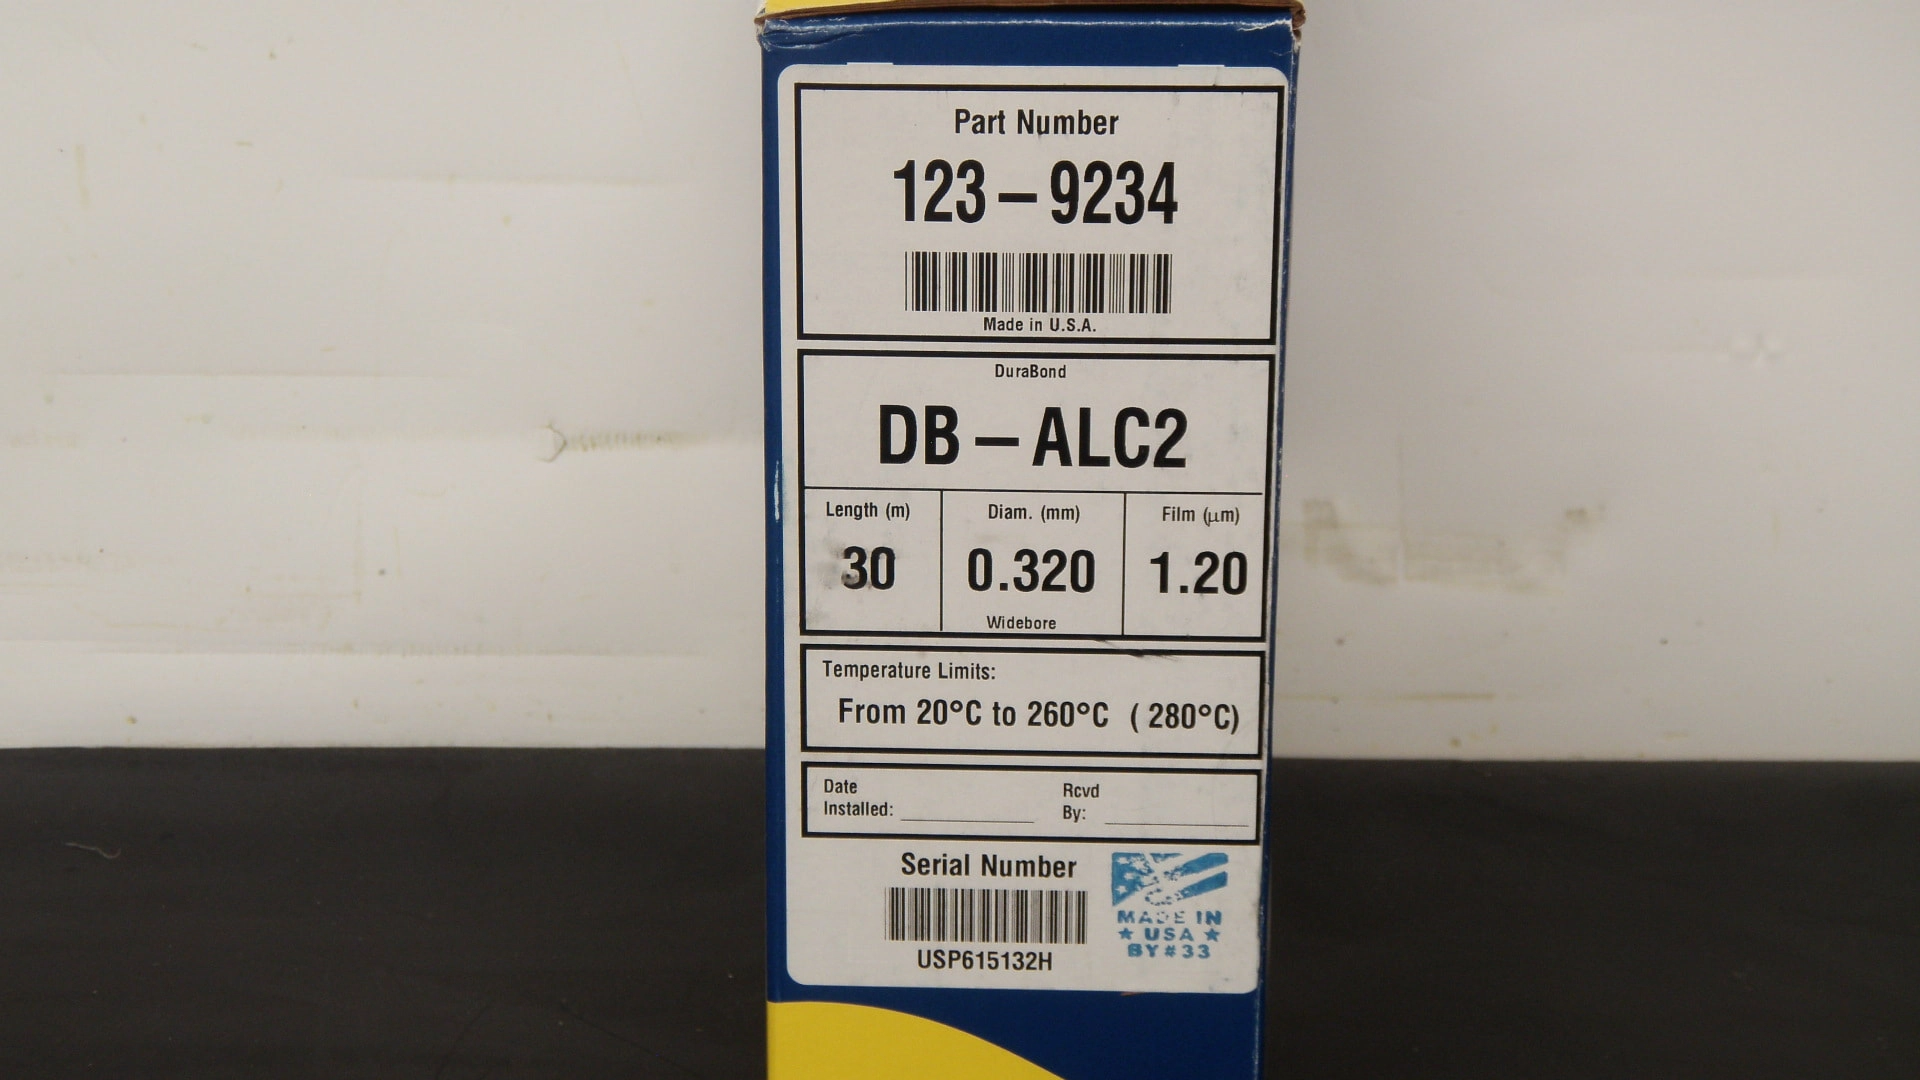 Part Number
123-9234
Made in U.S.A.
DuraBond
DB-ALC2
Length (m) Diam. (mm) Film (μm)
30 0.320 1.20
Widebore
Temperature Limits:
From 20°C to 260°C ( 280°C)
Date Rcvd
Installed: By:
Serial Number
USP615132H
MADE IN
★ USA ★
BY #33